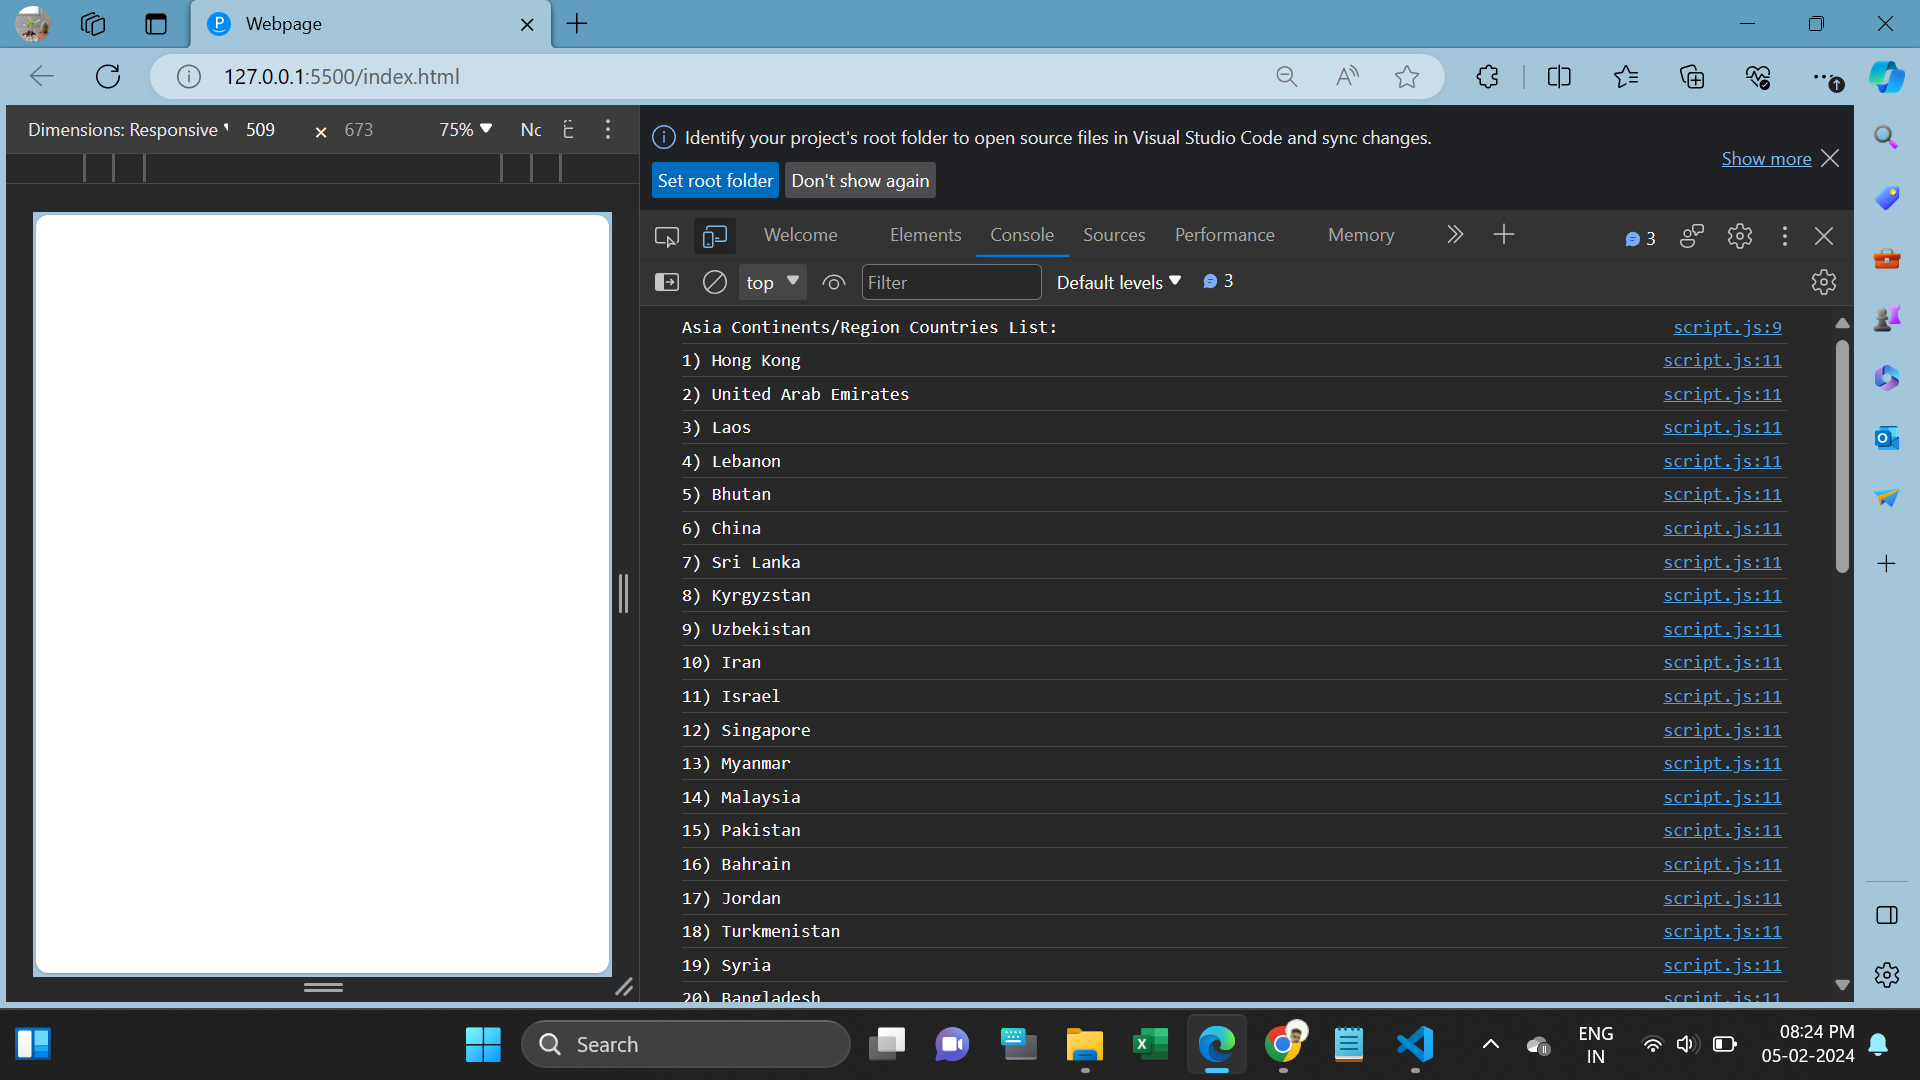 Webpage
127.0.0.1:5500/index.html
Dimensions: Responsive 509 × 673 75% No
Identify your project's root folder to open source files in Visual Studio Code and sync changes.
Set root folder Don't show again Show more
Welcome Elements Console Sources Performance Memory 3
top Filter Default levels 3
Asia Continents/Region Countries List: script.js:9
1) Hong Kong script.js:11
2) United Arab Emirates script.js:11
3) Laos script.js:11
4) Lebanon script.js:11
5) Bhutan script.js:11
6) China script.js:11
7) Sri Lanka script.js:11
8) Kyrgyzstan script.js:11
9) Uzbekistan script.js:11
10) Iran script.js:11
11) Israel script.js:11
12) Singapore script.js:11
13) Myanmar script.js:11
14) Malaysia script.js:11
15) Pakistan script.js:11
16) Bahrain script.js:11
17) Jordan script.js:11
18) Turkmenistan script.js:11
19) Syria script.js:11
20) Bangladesh script.js:11
Search
ENG
IN
08:24 PM
05-02-2024